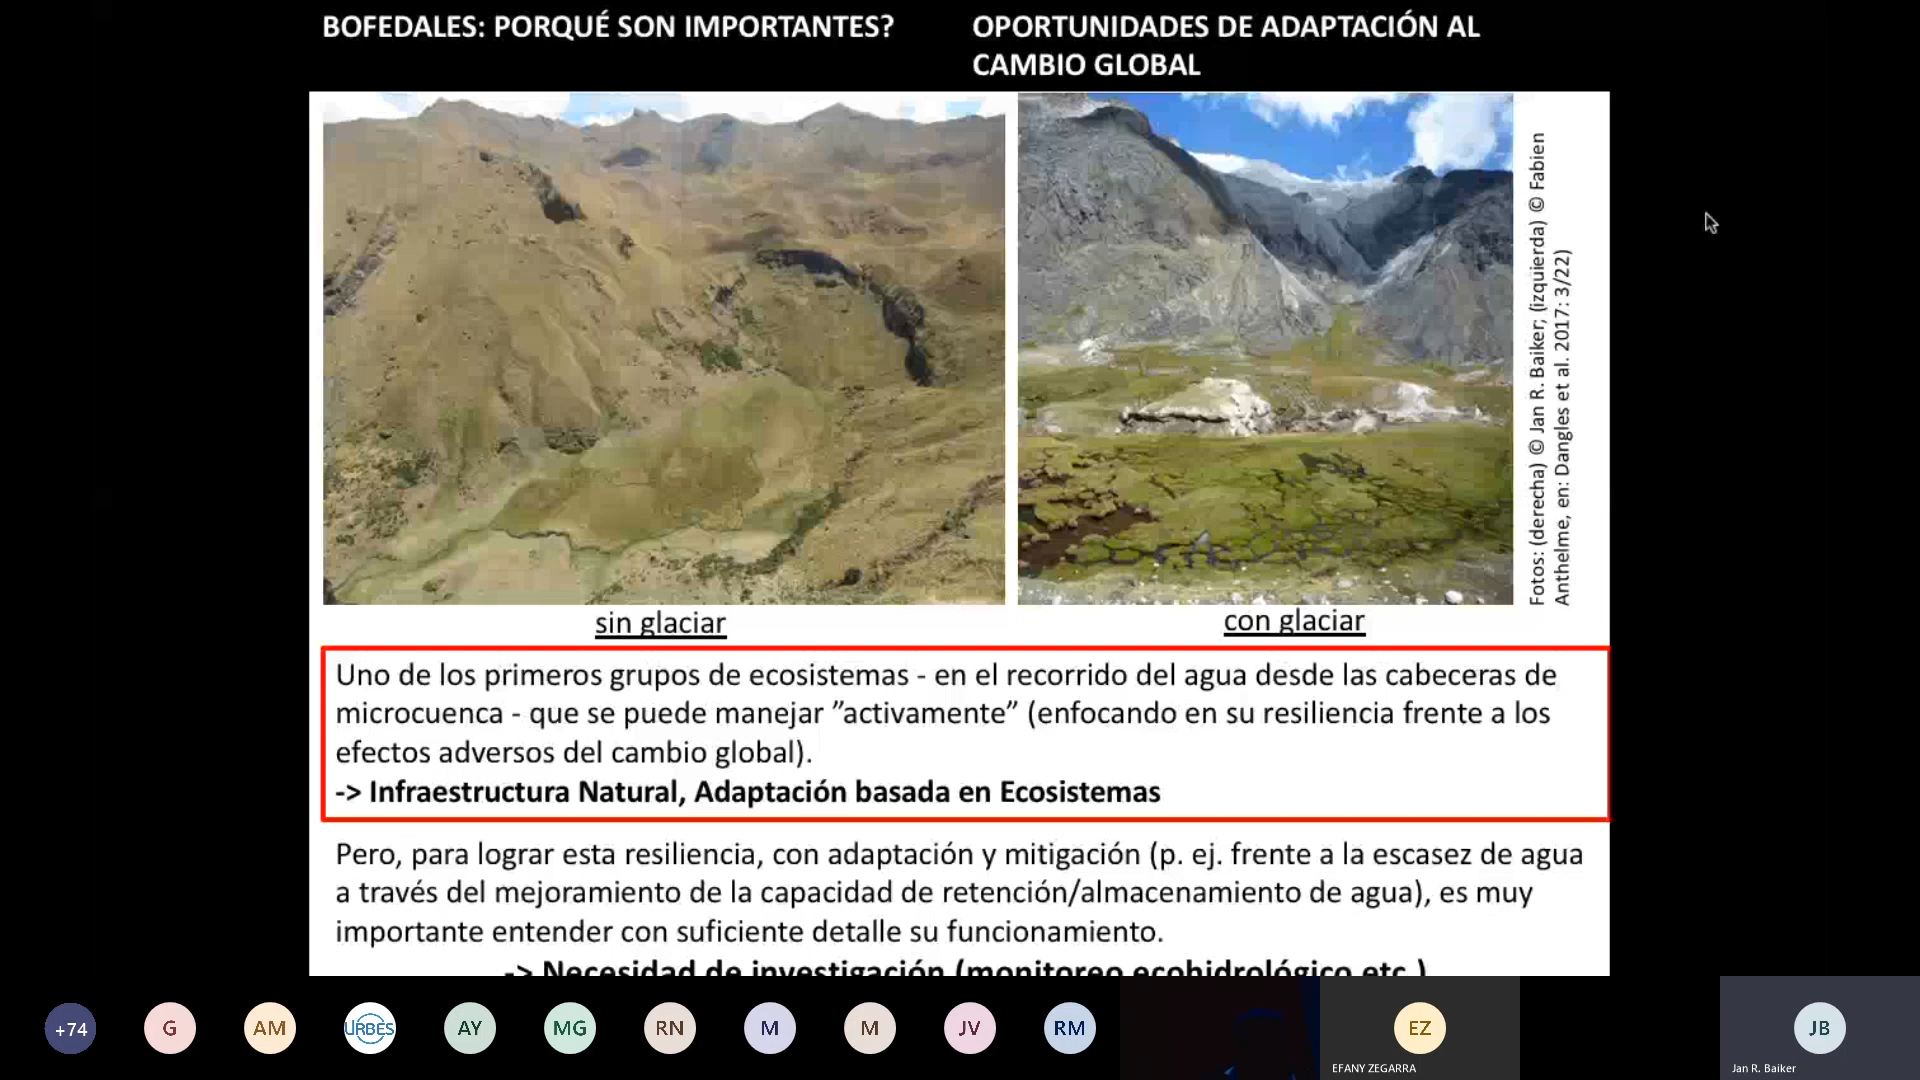 BOFEDALES: PORQUÉ SON IMPORTANTES?
OPORTUNIDADES DE ADAPTACIÓN AL
CAMBIO GLOBAL
Fotos: (derecha) © Jan R. Baiker; (izquierda) © Fabien
Anthelme, en: Dangles et al. 2017: 3/22)
sin glaciar
con glaciar
Uno de los primeros grupos de ecosistemas - en el recorrido del agua desde las cabeceras de
microcuenca - que se puede manejar ”activamente” (enfocando en su resiliencia frente a los
efectos adversos del cambio global).
-> Infraestructura Natural, Adaptación basada en Ecosistemas
Pero, para lograr esta resiliencia, con adaptación y mitigación (p. ej. frente a la escasez de agua
a través del mejoramiento de la capacidad de retención/almacenamiento de agua), es muy
importante entender con suficiente detalle su funcionamiento.
-> Necesidad de investigación (monitoreo ecohidrológico etc.)
+74
G
AM
URBES
AY
MG
RN
M
M
JV
RM
EZ
EFANY ZEGARRA
JB
Jan R. Baiker